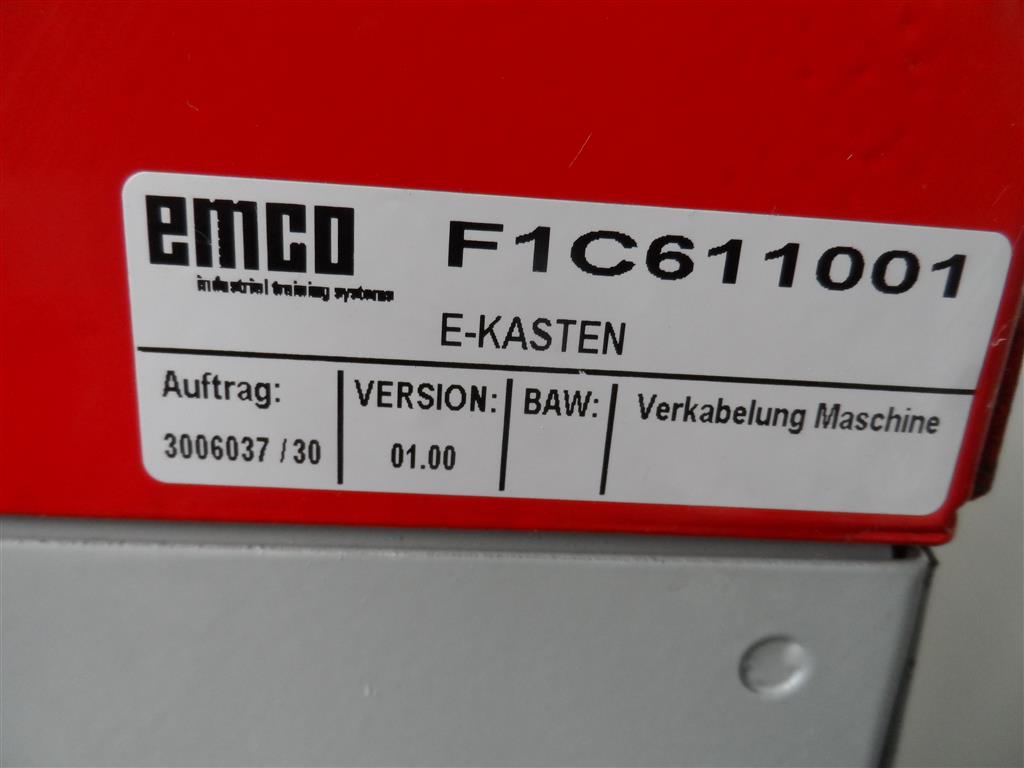 emco F1C611001
industrial training systems
E-KASTEN
Auftrag: VERSION: BAW: Verkabelung Maschine
3006037 / 30 01.00